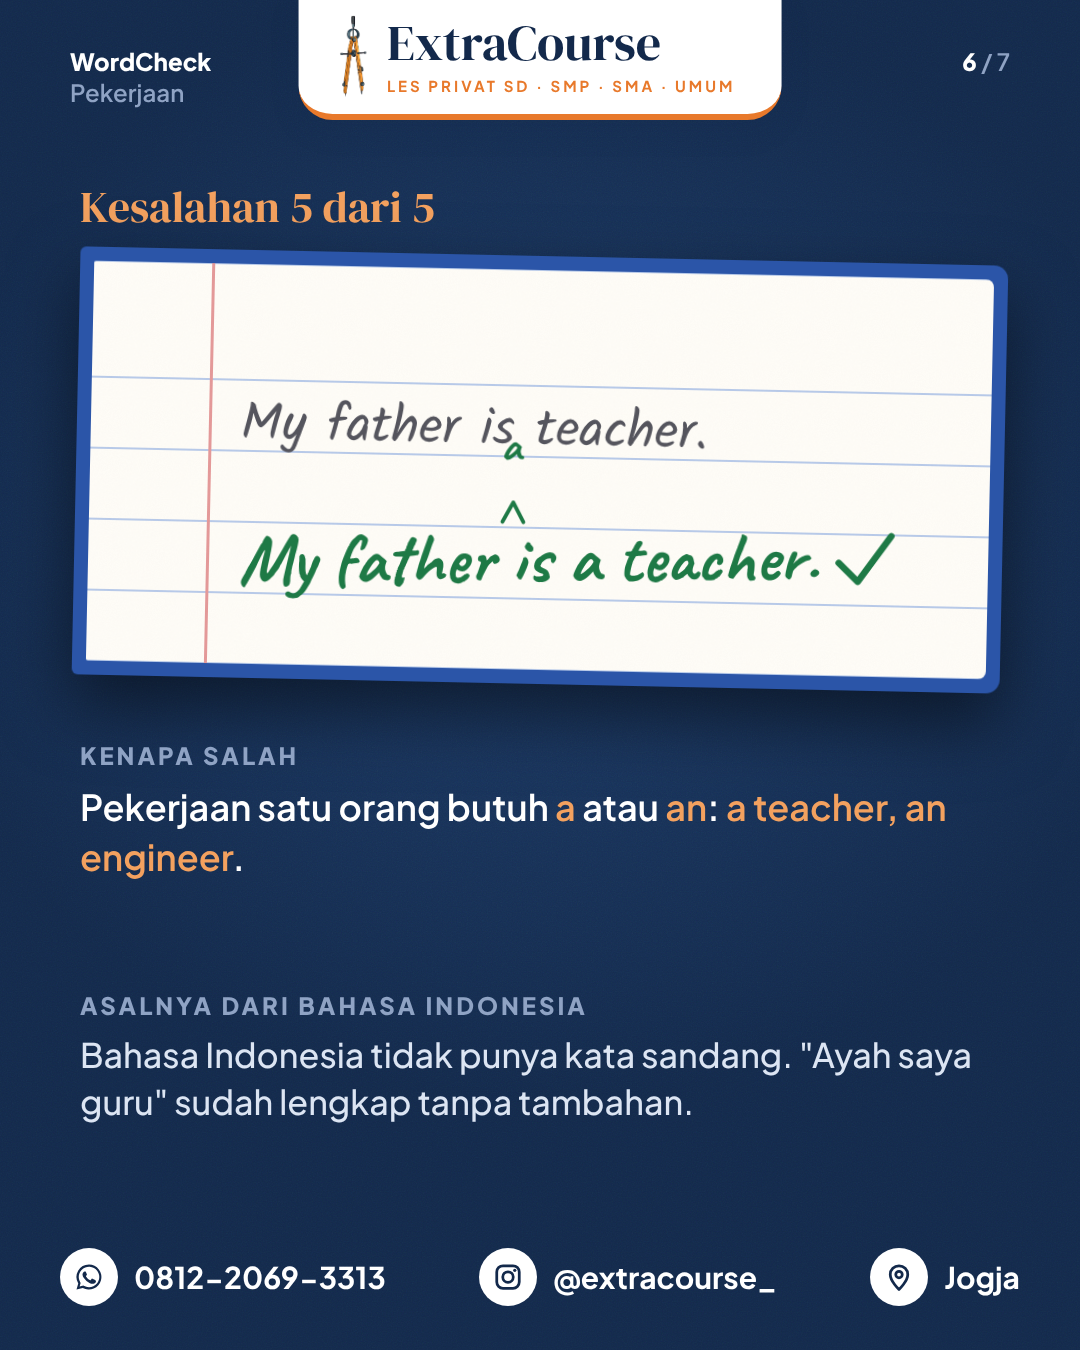 WordCheck
Pekerjaan
ExtraCourse
LES PRIVAT SD · SMP · SMA · UMUM
6 / 7
Kesalahan 5 dari 5
My father is teacher.
a
^
My father is a teacher. ✓
KENAPA SALAH
Pekerjaan satu orang butuh a atau an: a teacher, an
engineer.
ASALNYA DARI BAHASA INDONESIA
Bahasa Indonesia tidak punya kata sandang. "Ayah saya
guru" sudah lengkap tanpa tambahan.
0812-2069-3313
@extracourse_
Jogja